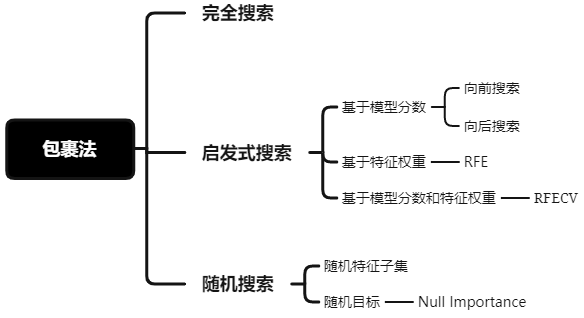 包裹法
完全搜索
启发式搜索
基于模型分数
向前搜索
向后搜索
基于特征权重
RFE
基于模型分数和特征权重
RFECV
随机搜索
随机特征子集
随机目标
Null Importance